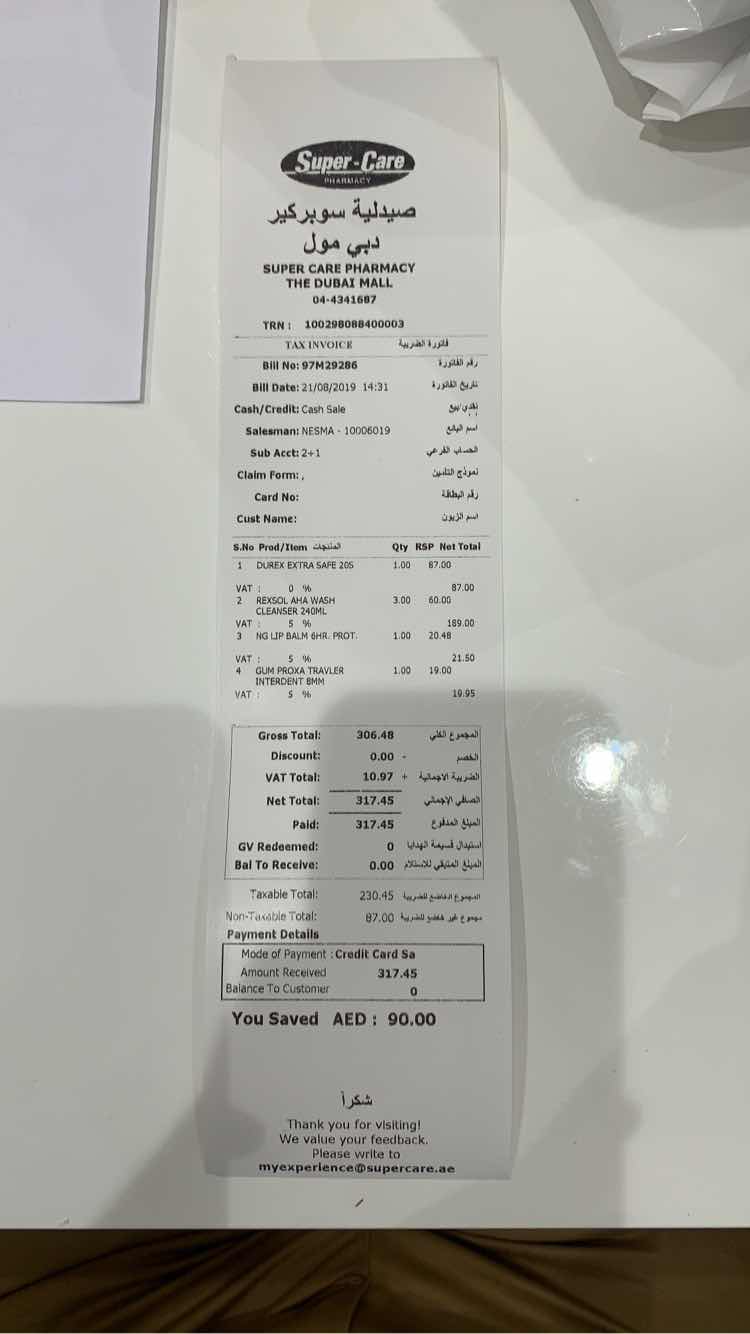 Super-Care
PHARMACY
صيدلية سوبركير
دبي مول
SUPER CARE PHARMACY
THE DUBAI MALL
04-4341687
TRN : 100298088400003
TAX INVOICE فاتورة الضريبة
Bill No: 97M29286 رقم الفاتورة
Bill Date: 21/08/2019 14:31 تاريخ الفاتورة
Cash/Credit: Cash Sale نقدي/بيع
Salesman: NESMA - 10006019 اسم البائع
Sub Acct: 2+1 الحساب الفرعي
Claim Form: , نموذج التأمين
Card No: رقم البطاقة
Cust Name: اسم الزبون
S.No Prod/Item المنتجات Qty RSP Net Total
1 DUREX EXTRA SAFE 20S 1.00 87.00
VAT : 0 % 87.00
2 REXSOL AHA WASH 3.00 60.00
CLEANSER 240ML
VAT : 5 % 189.00
3 NG LIP BALM 6HR. PROT. 1.00 20.48
VAT : 5 % 21.50
4 GUM PROXA TRAVLER 1.00 19.00
INTERDENT 8MM
VAT : 5 % 19.95
Gross Total: 306.48 المجموع الكلي
Discount: 0.00 - الخصم
VAT Total: 10.97 + الضريبة الاجمالية
Net Total: 317.45 الصافي الإجمالي
Paid: 317.45 المبلغ المدفوع
GV Redeemed: 0 استبدال قسيمة الهدايا
Bal To Receive: 0.00 المبلغ المتبقي للاستلام
Taxable Total: 230.45 المجموع الخاضع للضريبة
Non-Taxable Total: 87.00 مجموع غير خاضع للضريبة
Payment Details
Mode of Payment : Credit Card Sa
Amount Received 317.45
Balance To Customer 0
You Saved AED : 90.00
شكراً
Thank you for visiting!
We value your feedback.
Please write to
myexperience@supercare.ae